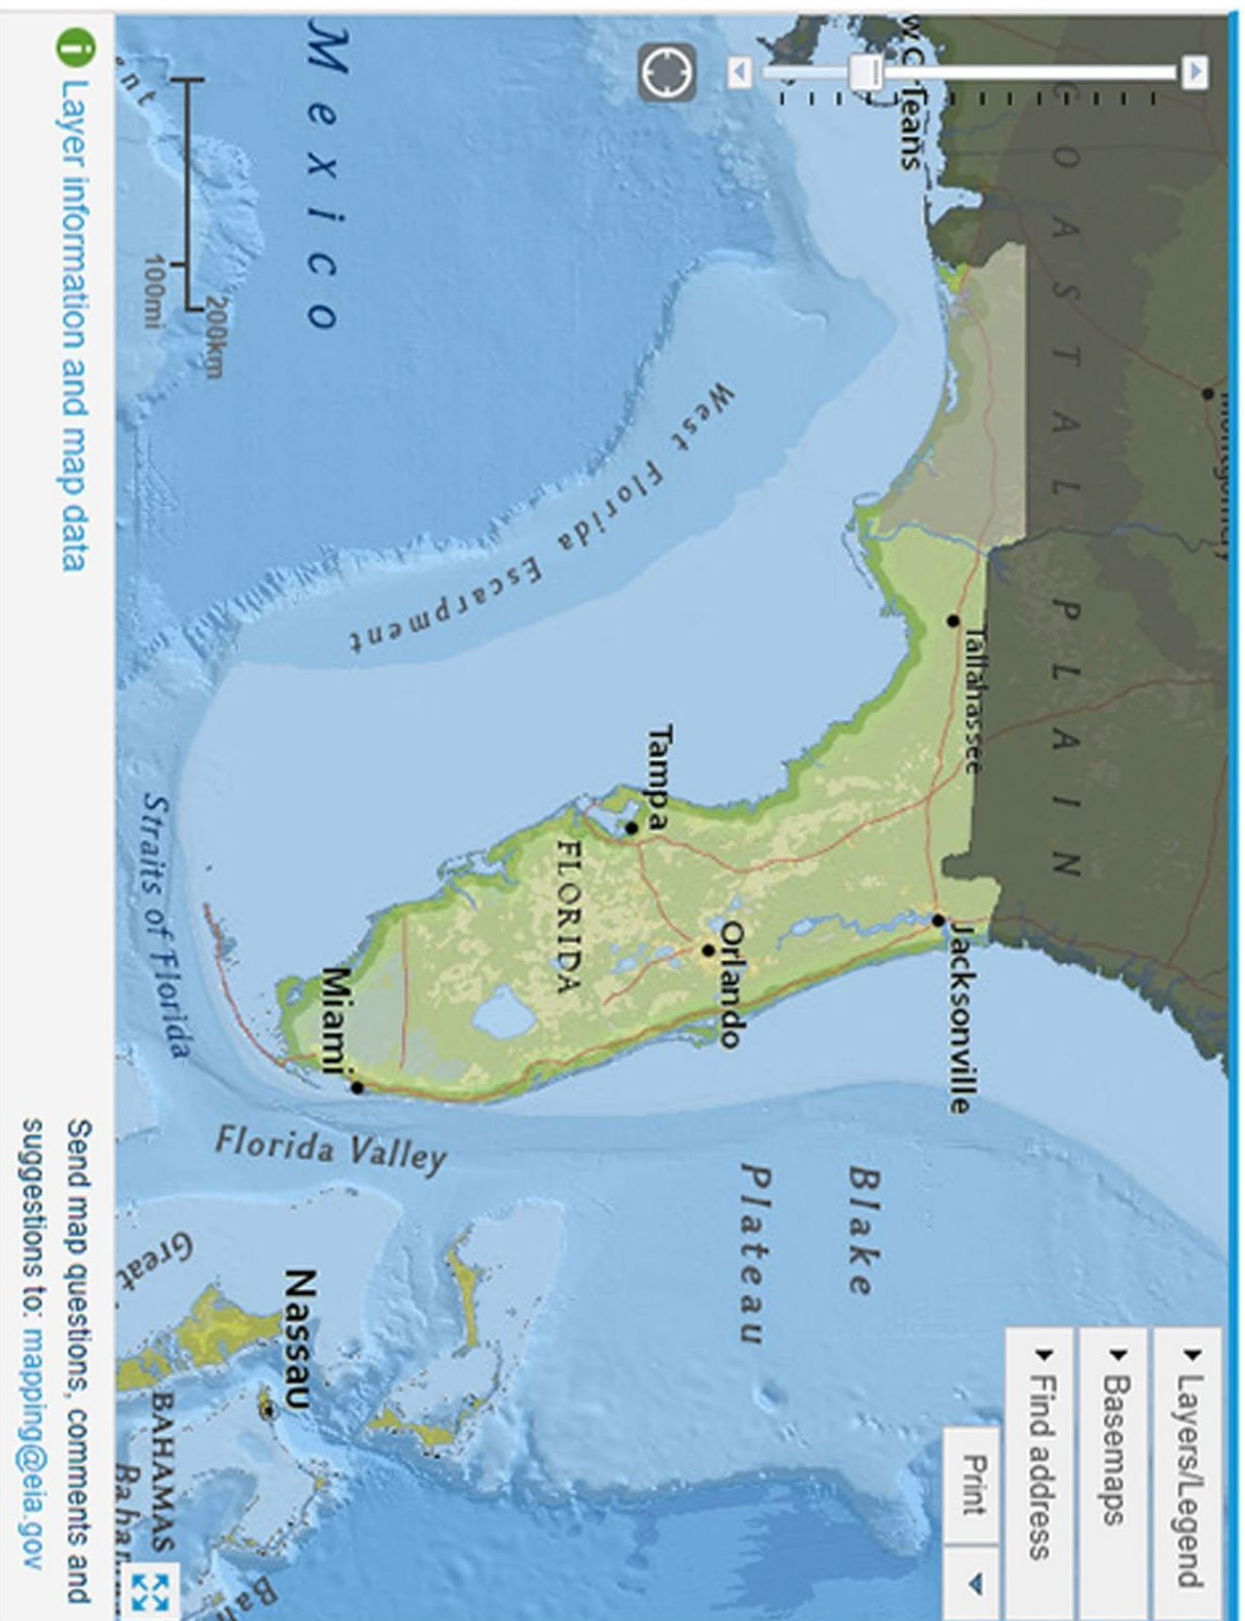 Layers/Legend
Basemaps
Find address
Print
COASTAL PLAIN
Tallahassee
Jacksonville
Tampa
Orlando
FLORIDA
Miami
West Florida Escarpment
Mexico
Blake
Plateau
Florida Valley
Straits of Florida
Nassau
Great
BAHAMAS
200km
100mi
Layer information and map data
Send map questions, comments and
suggestions to: mapping@eia.gov